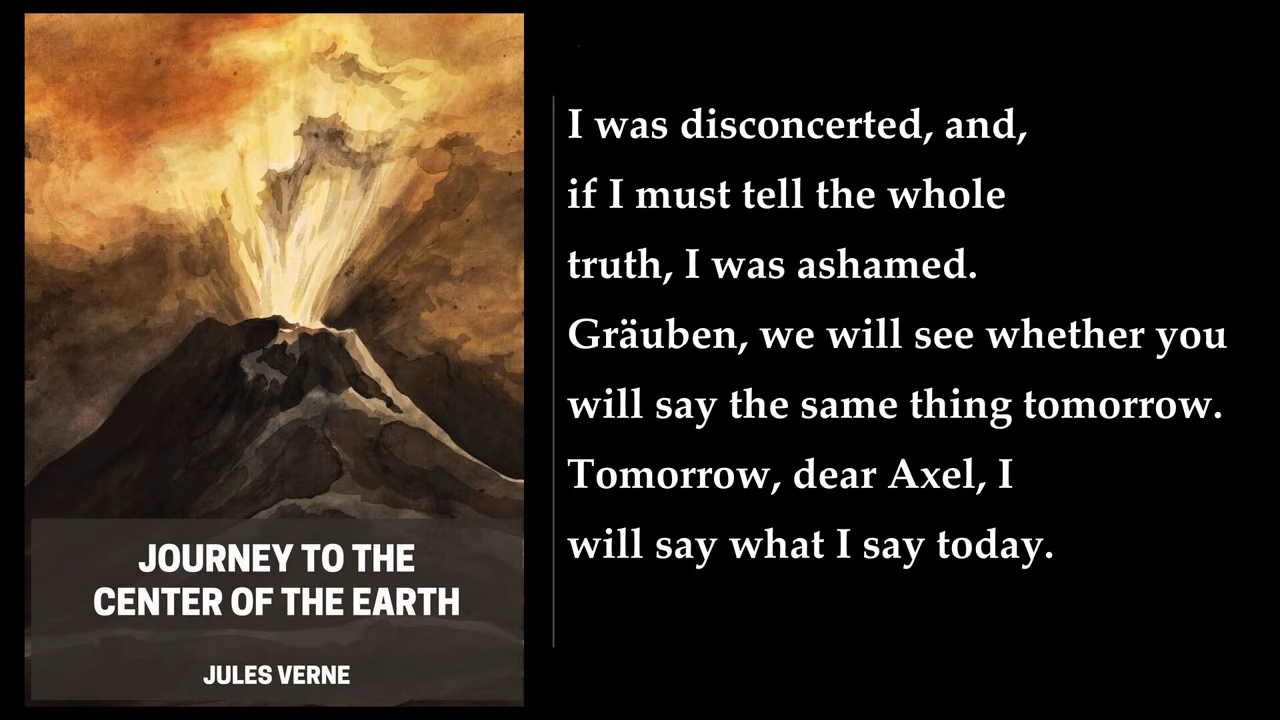 JOURNEY TO THE
CENTER OF THE EARTH
JULES VERNE
I was disconcerted, and,
if I must tell the whole
truth, I was ashamed.
Gräuben, we will see whether you
will say the same thing tomorrow.
Tomorrow, dear Axel, I
will say what I say today.